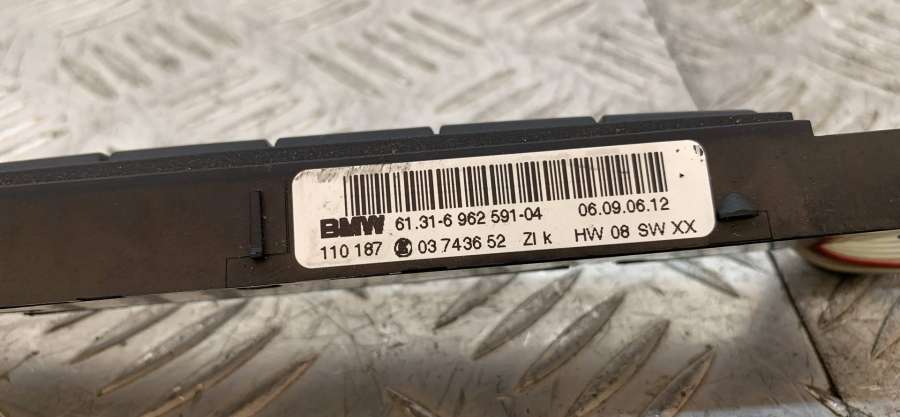 BMW 61.31-6 962 591-04 06.09.06.12
110 187 K 03 7436 52 ZI k HW 08 SW XX